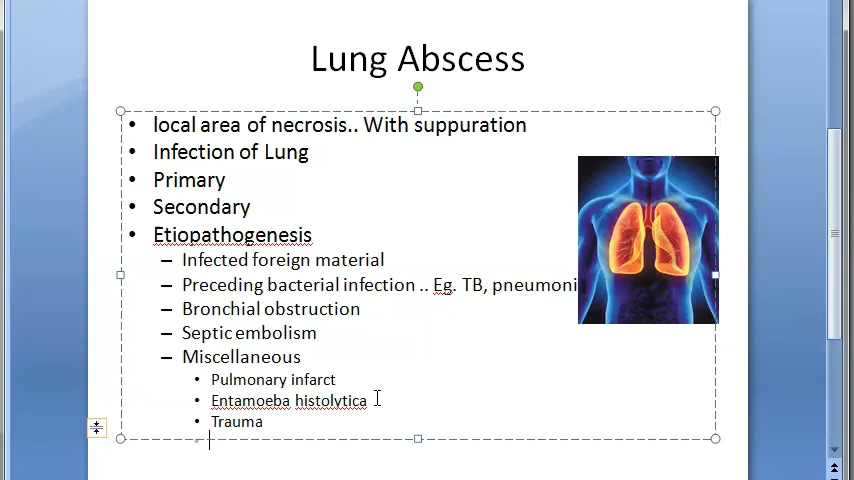 Lung Abscess
• local area of necrosis.. With suppuration
• Infection of Lung
• Primary
• Secondary
• Etiopathogenesis
– Infected foreign material
– Preceding bacterial infection .. Eg. TB, pneumoni
– Bronchial obstruction
– Septic embolism
– Miscellaneous
• Pulmonary infarct
• Entamoeba histolytica
• Trauma